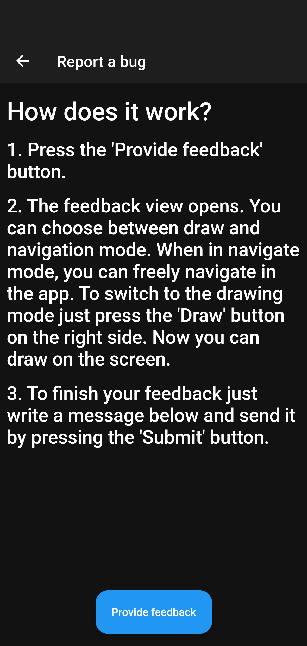 Report a bug
How does it work?
1. Press the 'Provide feedback'
button.
2. The feedback view opens. You
can choose between draw and
navigation mode. When in navigate
mode, you can freely navigate in
the app. To switch to the drawing
mode just press the 'Draw' button
on the right side. Now you can
draw on the screen.
3. To finish your feedback just
write a message below and send it
by pressing the 'Submit' button.
Provide feedback